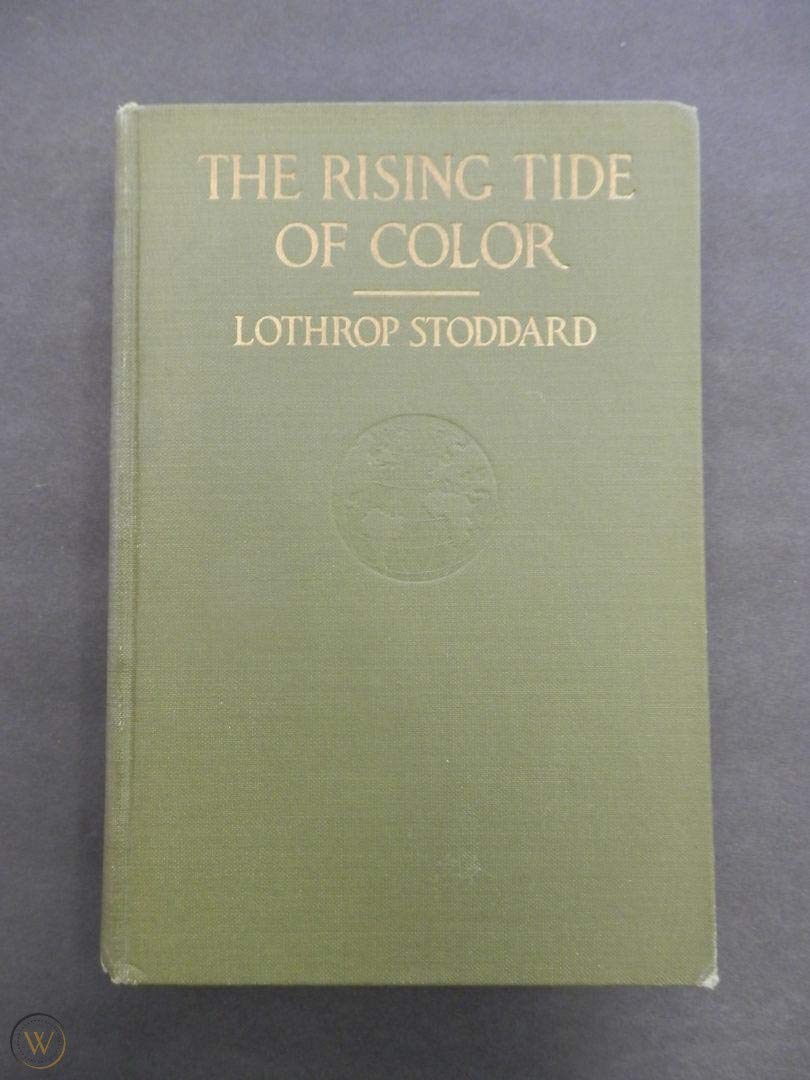 THE RISING TIDE
OF COLOR
LOTHROP STODDARD
W